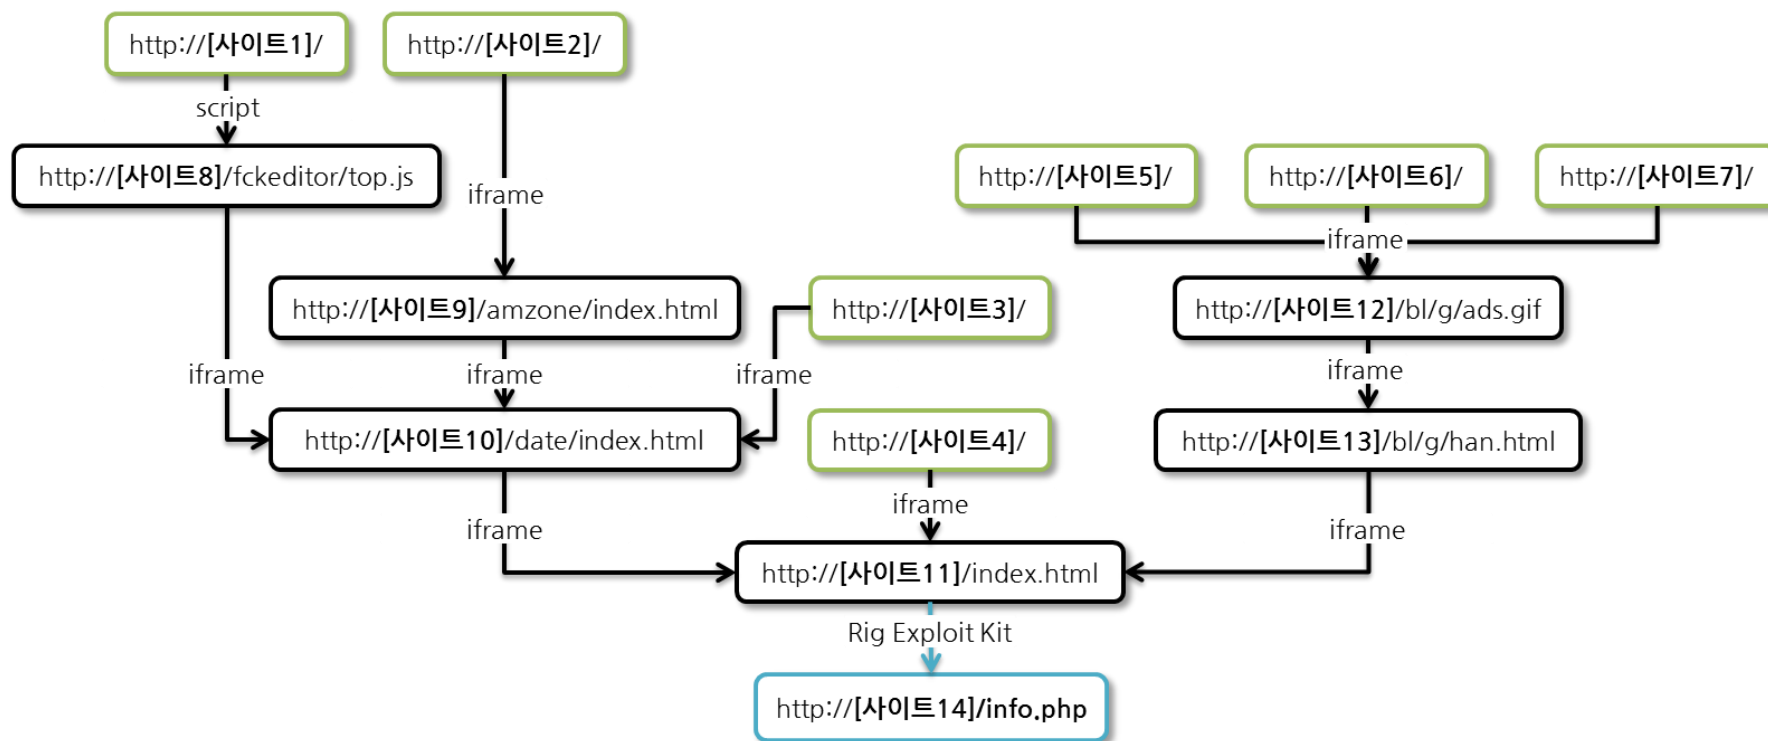 http://[사이트1]/
http://[사이트2]/
script
http://[사이트8]/fckeditor/top.js
iframe
http://[사이트5]/
http://[사이트6]/
http://[사이트7]/
iframe
http://[사이트9]/amzone/index.html
http://[사이트3]/
http://[사이트12]/bl/g/ads.gif
iframe
iframe
iframe
iframe
http://[사이트10]/date/index.html
http://[사이트4]/
http://[사이트13]/bl/g/han.html
iframe
iframe
iframe
http://[사이트11]/index.html
Rig Exploit Kit
http://[사이트14]/info.php